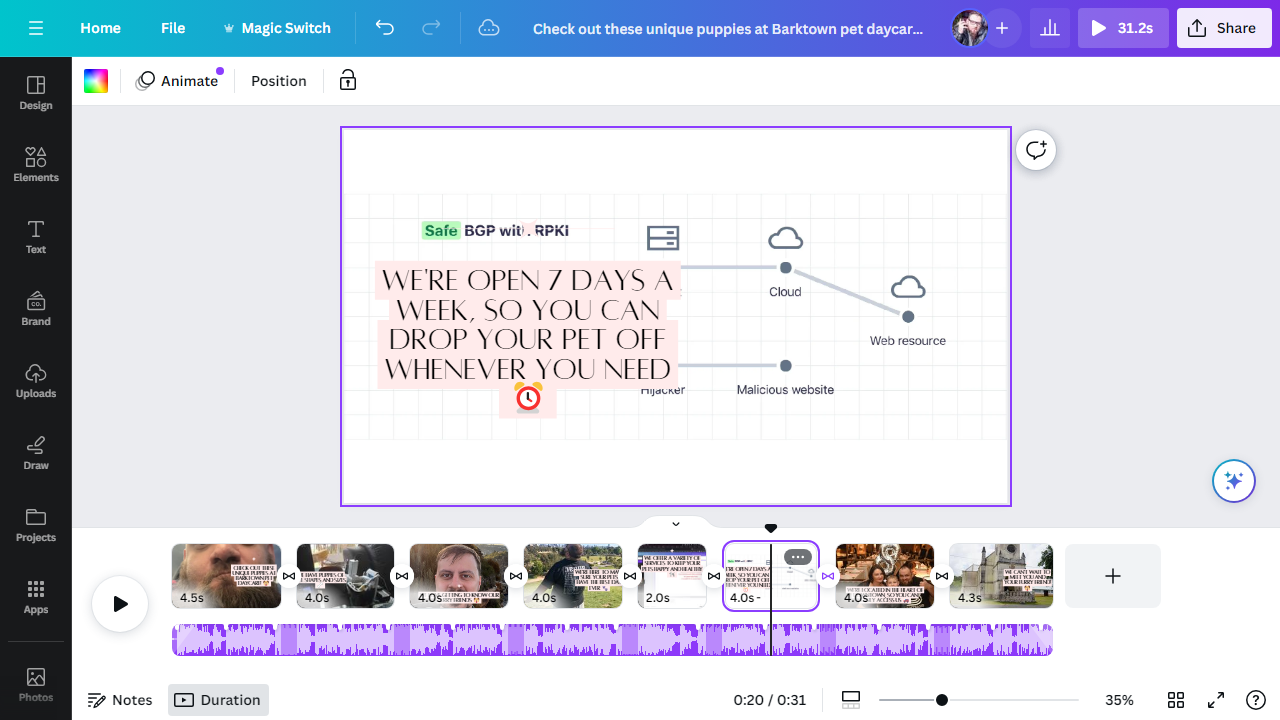 Home
File
Magic Switch
Check out these unique puppies at Barktown pet daycar...
31.2s
Share
Design
Elements
Text
CO.
Brand
Uploads
Draw
Projects
Apps
Photos
Animate
Position
Safe BGP with RPKI
WE'RE OPEN 7 DAYS A
WEEK, SO YOU CAN
DROP YOUR PET OFF
WHENEVER YOU NEED
Cloud
Web resource
Hijacker
Malicious website
4.5s
4.0s
4.0s
4.0s
2.0s
4.0s
4.0s
4.3s
Notes
Duration
0:20 / 0:31
35%